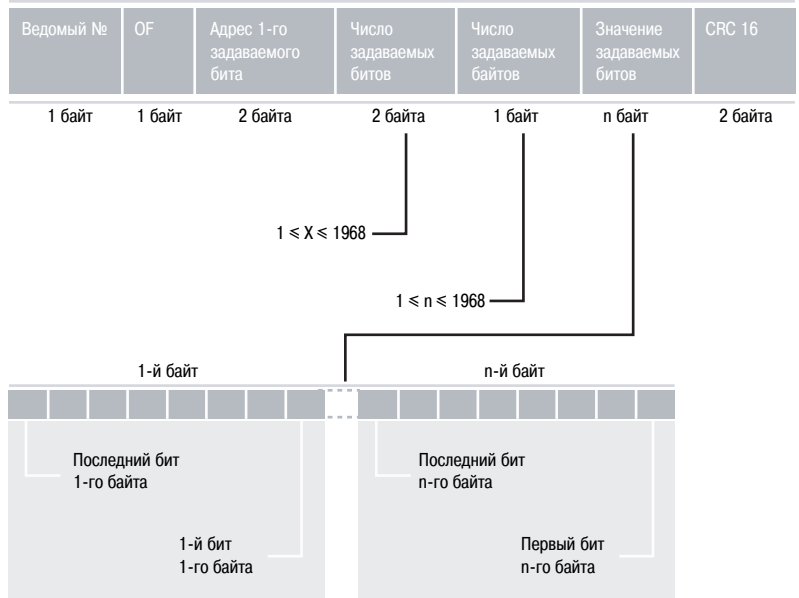 Ведомый №
OF
Адрес 1-го
задаваемого
бита
Число
задаваемых
битов
Число
задаваемых
байтов
Значение
задаваемых
битов
CRC 16
1 байт
1 байт
2 байта
2 байта
1 байт
n байт
2 байта
1 ⩽ X ⩽ 1968
1 ⩽ n ⩽ 1968
1-й байт
n-й байт
Последний бит
1-го байта
Последний бит
n-го байта
1-й бит
1-го байта
Первый бит
n-го байта